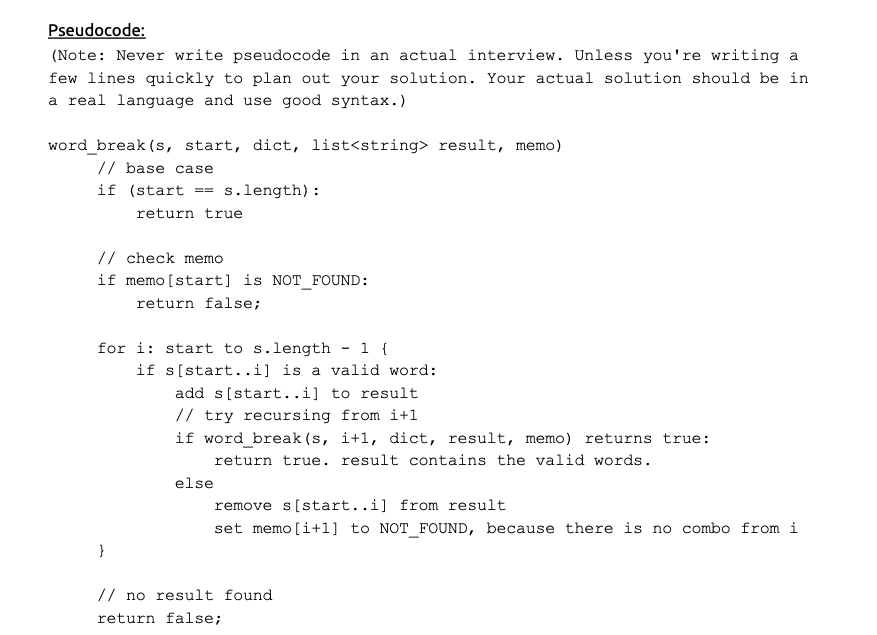 Pseudocode:
(Note: Never write pseudocode in an actual interview. Unless you're writing a
few lines quickly to plan out your solution. Your actual solution should be in
a real language and use good syntax.)
word_break(s, start, dict, list<string> result, memo)
// base case
if (start == s.length):
return true
// check memo
if memo[start] is NOT_FOUND:
return false;
for i: start to s.length - 1 {
if s[start..i] is a valid word:
add s[start..i] to result
// try recursing from i+1
if word_break(s, i+1, dict, result, memo) returns true:
return true. result contains the valid words.
else
remove s[start..i] from result
set memo[i+1] to NOT_FOUND, because there is no combo from i
}
// no result found
return false;